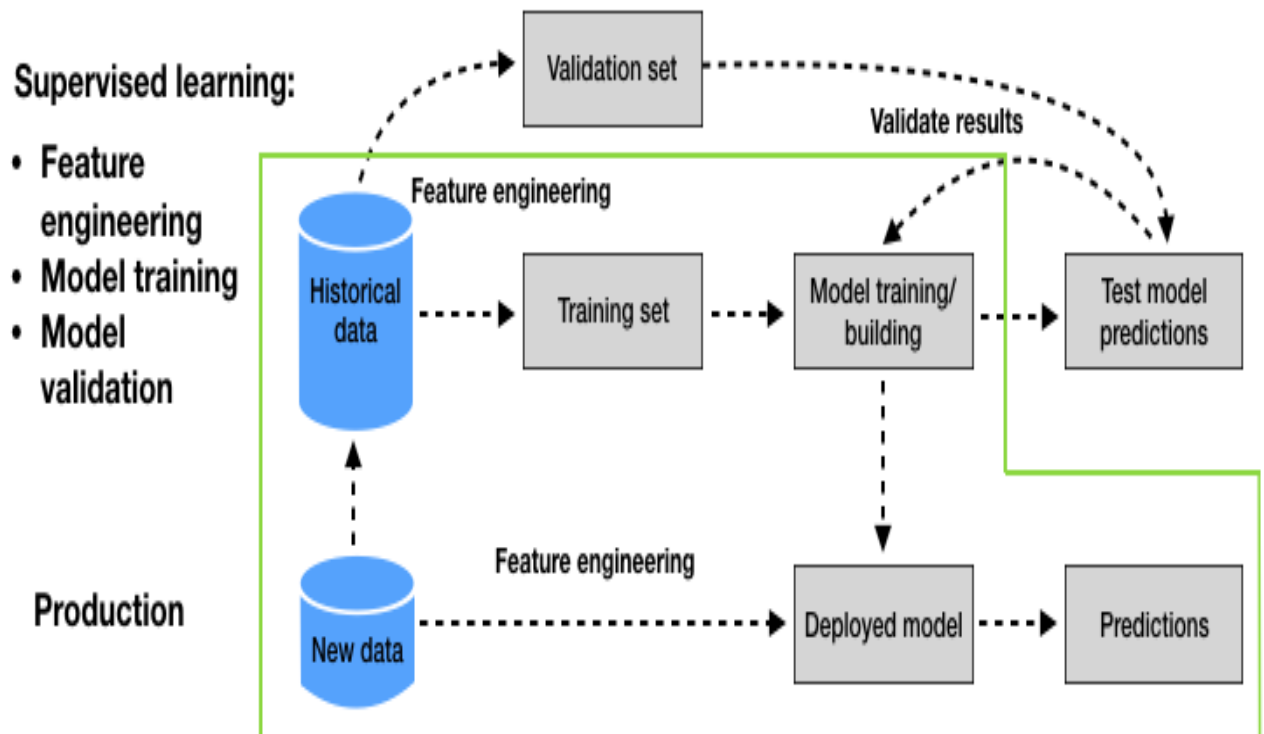 Supervised learning:
• Feature
engineering
• Model training
• Model
validation
Validation set
Validate results
Feature engineering
Historical
data
Training set
Model training/
building
Test model
predictions
Production
Feature engineering
New data
Deployed model
Predictions